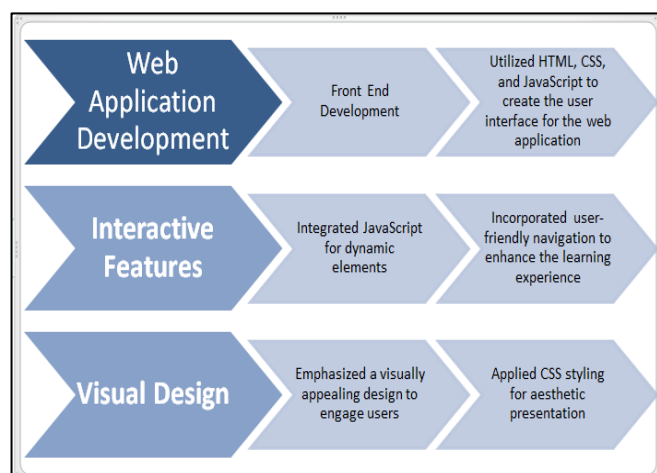 Web
Application
Development
Front End
Development
Utilized HTML, CSS,
and JavaScript to
create the user
interface for the web
application
Interactive
Features
Integrated JavaScript
for dynamic
elements
Incorporated user-
friendly navigation to
enhance the learning
experience
Visual Design
Emphasized a visually
appealing design to
engage users
Applied CSS styling
for aesthetic
presentation